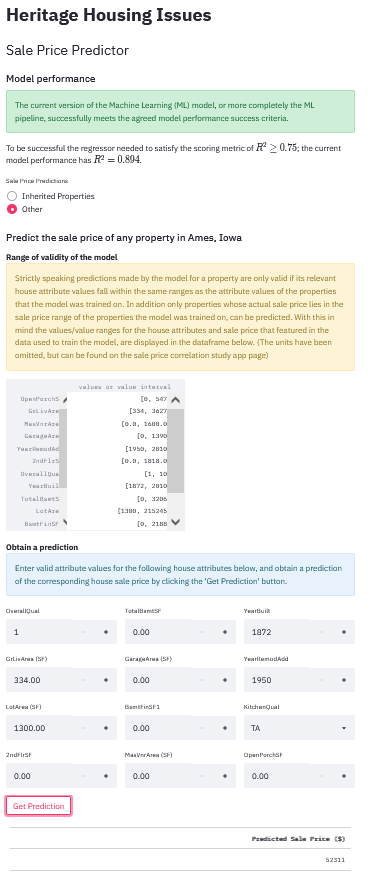 Heritage Housing Issues
Sale Price Predictor
Model performance
The current version of the Machine Learning (ML) model, or more completely the ML
pipeline, successfully meets the agreed model performance success criteria.
To be successful the regressor needed to satisfy the scoring metric of R² ≥ 0.75; the current
model performance has R² = 0.894.
Sale Price Predictions
Inherited Properties
Other
Predict the sale price of any property in Ames, Iowa
Range of validity of the model
Strictly speaking predictions made by the model for a property are only valid if its relevant
house attribute values fall within the same ranges as the attribute values of the properties
that the model was trained on. In addition only properties whose actual sale price lies in the
sale price range of the properties the model was trained on, can be predicted. With this in
mind the values/value ranges for the house attributes and sale price that featured in the
data used to train the model, are displayed in the dataframe below. (The units have been
omitted, but can be found on the sale price correlation study app page)
values or value interval
OpenPorchS [0, 547
GrLivAre [334, 3627
MasVnrAre [0.0, 1600.0
GarageAre [0, 1390
YearRemodAd [1950, 2010
2ndFlrS [0.0, 1818.0
OverallQua [1, 10
YearBuil [1872, 2010
TotalBsmtS [0, 3206
LotAre [1300, 215245
BsmtFinSF [0, 2188
Obtain a prediction
Enter valid attribute values for the following house attributes below, and obtain a prediction
of the corresponding house sale price by clicking the 'Get Prediction' button.
OverallQual TotalBsmtSF YearBuilt
1 0.00 1872
GrLivArea (SF) GarageArea (SF) YearRemodAdd
334.00 0.00 1950
LotArea (SF) BsmtFinSF1 KitchenQual
1300.00 0.00 TA
2ndFlrSF MasVnrArea (SF) OpenPorchSF
0.00 0.00 0.00
Get Prediction
Predicted Sale Price ($)
52311